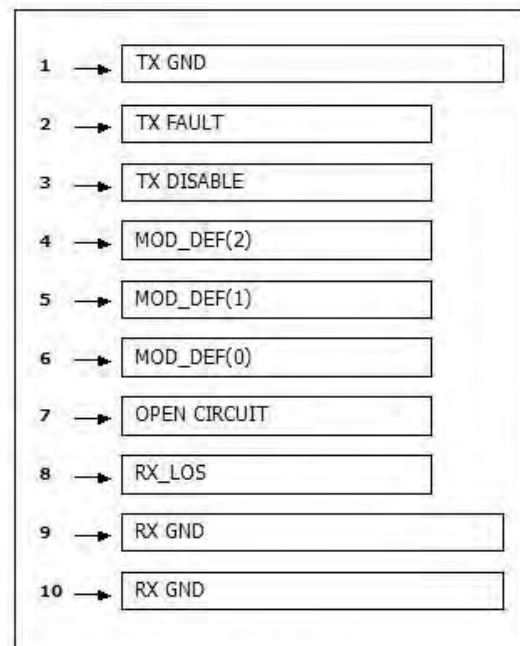 1 TX GND
2 TX FAULT
3 TX DISABLE
4 MOD_DEF(2)
5 MOD_DEF(1)
6 MOD_DEF(0)
7 OPEN CIRCUIT
8 RX_LOS
9 RX GND
10 RX GND